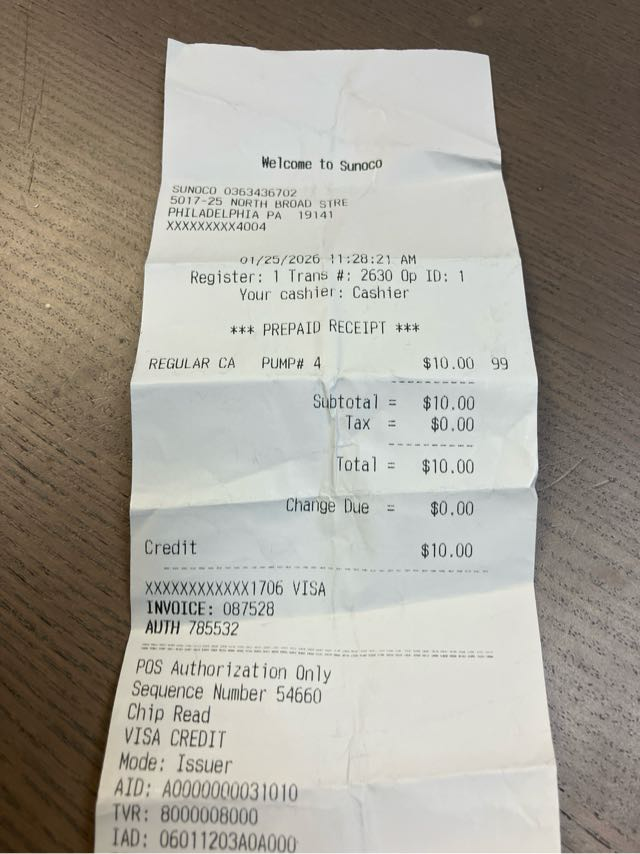 Welcome to Sunoco
SUNOCO 0363436702
5017-25 NORTH BROAD STRE
PHILADELPHIA PA 19141
XXXXXXXXX4004
01/25/2026 11:28:21 AM
Register: 1 Trans #: 2630 Op ID: 1
Your cashier: Cashier
*** PREPAID RECEIPT ***
REGULAR CA PUMP# 4 $10.00 99
Subtotal = $10.00
Tax = $0.00
Total = $10.00
Change Due = $0.00
Credit $10.00
XXXXXXXXXXXX1706 VISA
INVOICE: 087528
AUTH 785532
POS Authorization Only
Sequence Number 54660
Chip Read
VISA CREDIT
Mode: Issuer
AID: A0000000031010
TVR: 8000008000
IAD: 06011203A0A000